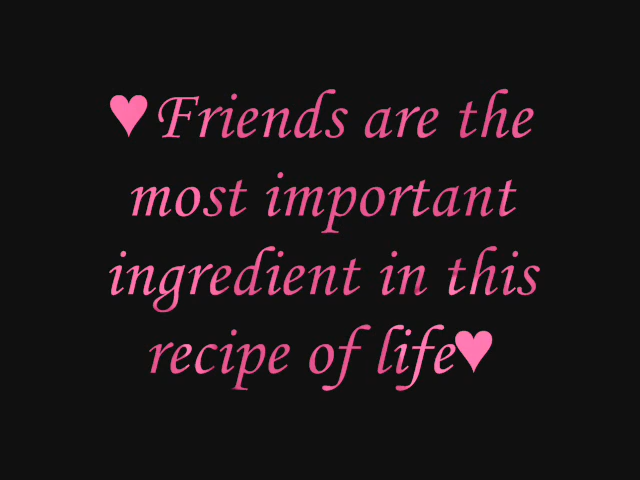 ♥Friends are the
most important
ingredient in this
recipe of life♥